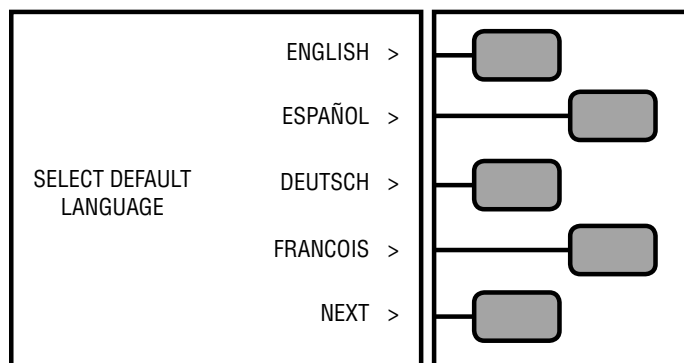 ENGLISH >
ESPAÑOL >
SELECT DEFAULT
LANGUAGE
DEUTSCH >
FRANCOIS >
NEXT >